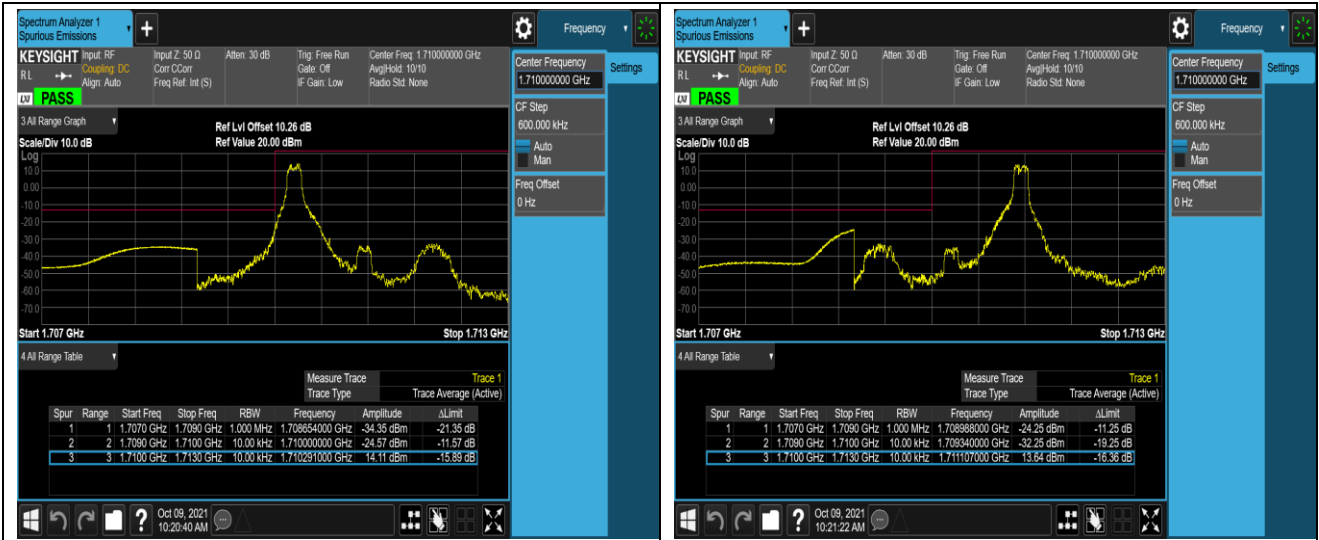 Spectrum Analyzer 1
Spurious Emissions
+
Frequency
KEYSIGHT Input: RF Input Z: 50 Ω Atten: 30 dB Trig: Free Run Center Freq: 1.710000000 GHz
R L Coupling: DC Corr CCorr Gate: Off Avg|Hold: 10/10
Align: Auto Freq Ref: Int (S) IF Gain: Low Radio Std: None
LXI PASS
Center Frequency
1.710000000 GHz
Settings
CF Step
600.000 kHz
Auto
Man
Freq Offset
0 Hz
3 All Range Graph
Ref Lvl Offset 10.26 dB
Scale/Div 10.0 dB Ref Value 20.00 dBm
Log
10.0
0.00
-10.0
-20.0
-30.0
-40.0
-50.0
-60.0
-70.0
Start 1.707 GHz Stop 1.713 GHz
4 All Range Table
Measure Trace Trace 1
Trace Type Trace Average (Active)
Spur Range Start Freq Stop Freq RBW Frequency Amplitude ΔLimit
1 1 1.7070 GHz 1.7090 GHz 1.000 MHz 1.708654000 GHz -34.35 dBm -21.35 dB
2 2 1.7090 GHz 1.7100 GHz 10.00 kHz 1.710000000 GHz -24.57 dBm -11.57 dB
3 3 1.7100 GHz 1.7130 GHz 10.00 kHz 1.710291000 GHz 14.11 dBm -15.89 dB
? Oct 09, 2021
10:20:40 AM
Spectrum Analyzer 1
Spurious Emissions
+
Frequency
KEYSIGHT Input: RF Input Z: 50 Ω Atten: 30 dB Trig: Free Run Center Freq: 1.710000000 GHz
R L Coupling: DC Corr CCorr Gate: Off Avg|Hold: 10/10
Align: Auto Freq Ref: Int (S) IF Gain: Low Radio Std: None
LXI PASS
Center Frequency
1.710000000 GHz
Settings
CF Step
600.000 kHz
Auto
Man
Freq Offset
0 Hz
3 All Range Graph
Ref Lvl Offset 10.26 dB
Scale/Div 10.0 dB Ref Value 20.00 dBm
Log
10.0
0.00
-10.0
-20.0
-30.0
-40.0
-50.0
-60.0
-70.0
Start 1.707 GHz Stop 1.713 GHz
4 All Range Table
Measure Trace Trace 1
Trace Type Trace Average (Active)
Spur Range Start Freq Stop Freq RBW Frequency Amplitude ΔLimit
1 1 1.7070 GHz 1.7090 GHz 1.000 MHz 1.708988000 GHz -24.25 dBm -11.25 dB
2 2 1.7090 GHz 1.7100 GHz 10.00 kHz 1.709340000 GHz -32.25 dBm -19.25 dB
3 3 1.7100 GHz 1.7130 GHz 10.00 kHz 1.711107000 GHz 13.64 dBm -16.36 dB
? Oct 09, 2021
10:21:22 AM